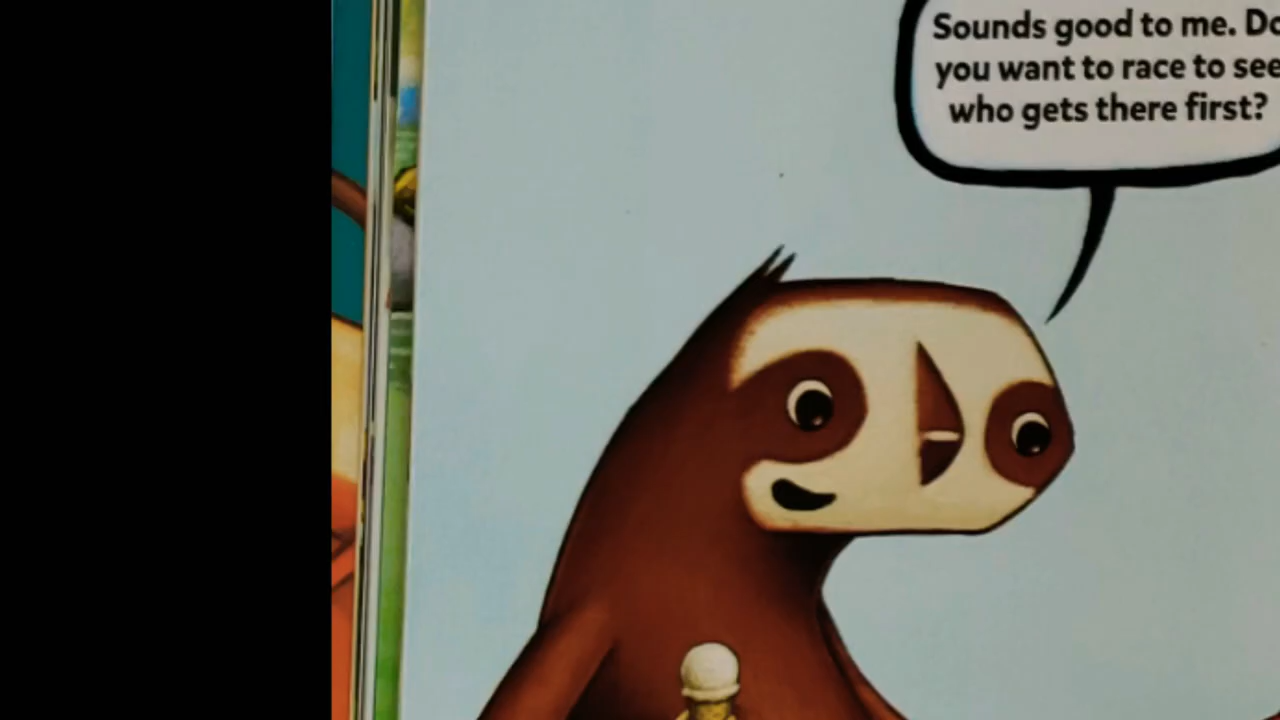 Sounds good to me. Do
you want to race to see
who gets there first?